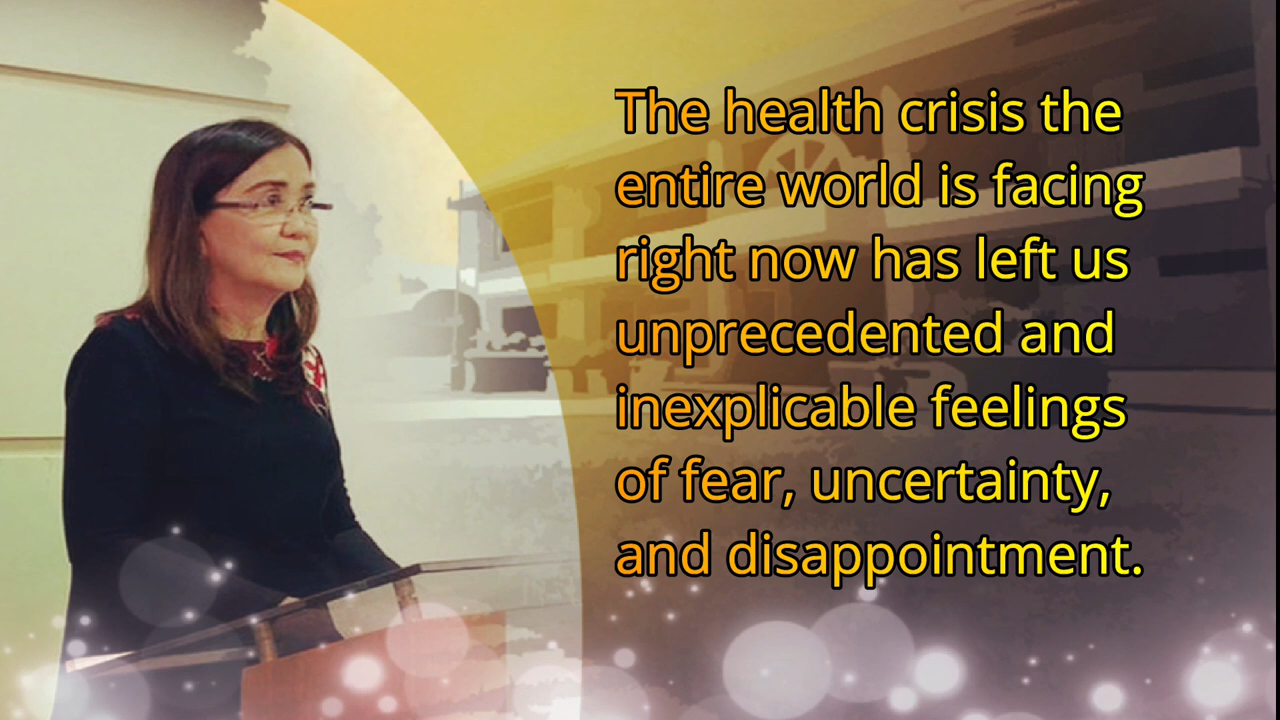 The health crisis the
entire world is facing
right now has left us
unprecedented and
inexplicable feelings
of fear, uncertainty,
and disappointment.